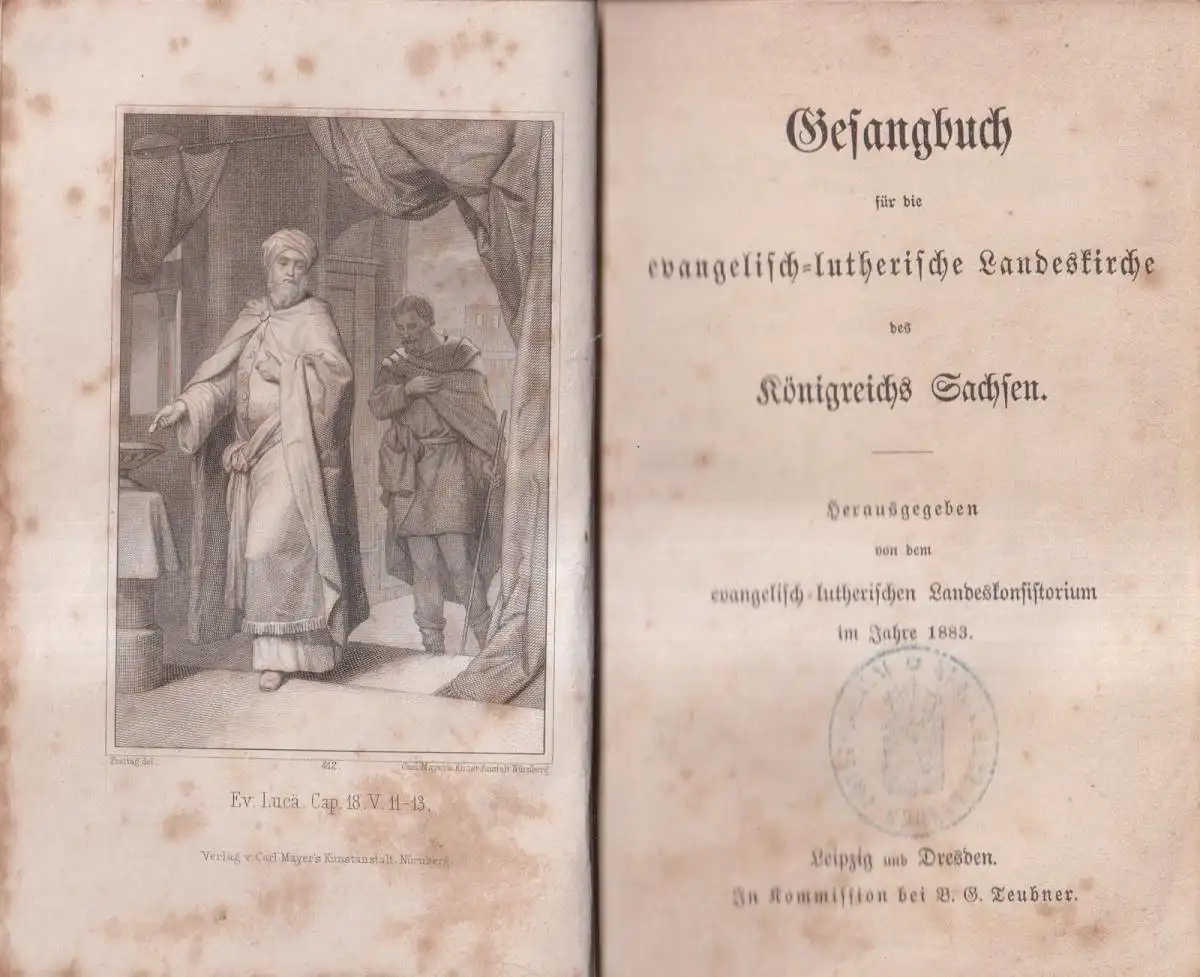 Freitag del.
412.
Carl Mayer's Kunst-Anstalt Nürnberg
Ev. Lucä. Cap. 18. V. 11-13.
Verlag v. Carl Mayer's Kunstanstalt. Nürnberg.
Gesangbuch
für die
evangelisch-lutherische Landeskirche
des
Königreichs Sachsen.
Herausgegeben
von dem
evangelisch-lutherischen Landeskonsistorium
im Jahre 1883.
Leipzig und Dresden.
In Kommission bei B. G. Teubner.